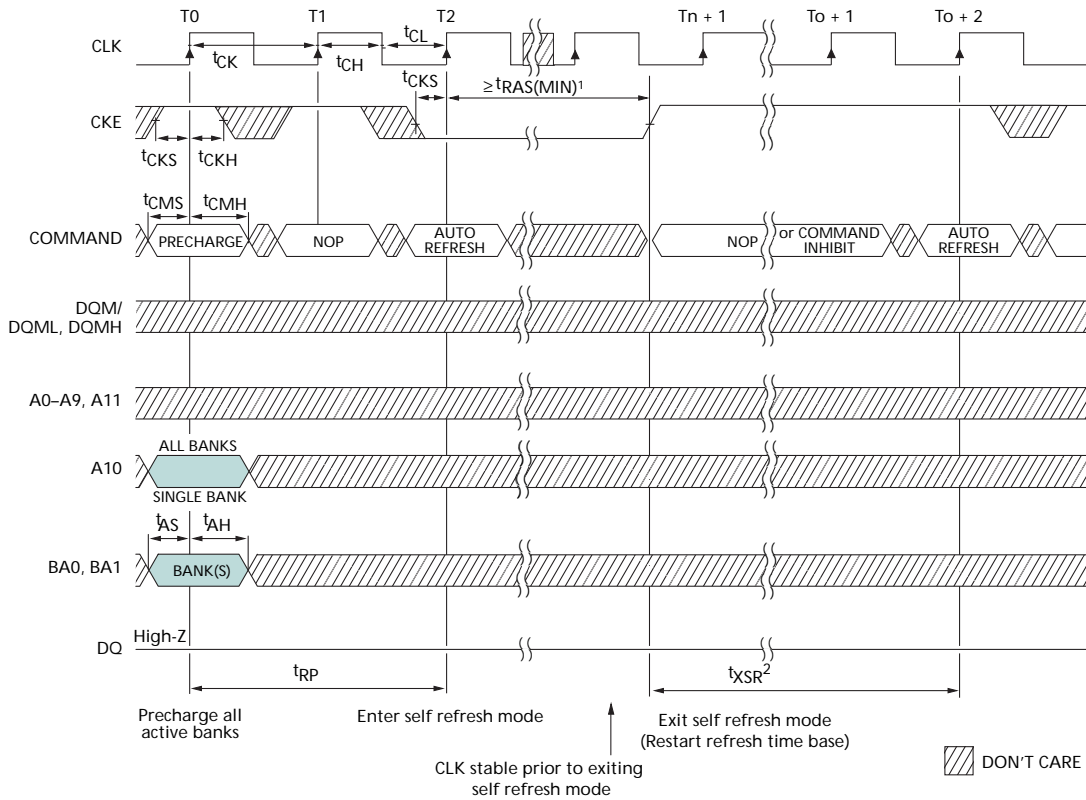 T0 T1 T2 Tn + 1 To + 1 To + 2
CLK
tCK tCH tCL
tCKS ≥ tRAS(MIN)1
CKE
tCKS tCKH
tCMS tCMH
COMMAND PRECHARGE NOP AUTO REFRESH NOP or COMMAND INHIBIT AUTO REFRESH
DQM/
DQML, DQMH
A0–A9, A11
ALL BANKS
A10
SINGLE BANK
tAS tAH
BA0, BA1 BANK(S)
High-Z
DQ
tRP tXSR2
Precharge all
active banks
Enter self refresh mode
Exit self refresh mode
(Restart refresh time base)
CLK stable prior to exiting
self refresh mode
DON'T CARE